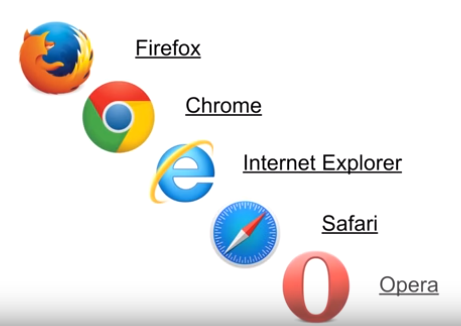 Firefox
Chrome
Internet Explorer
Safari
Opera